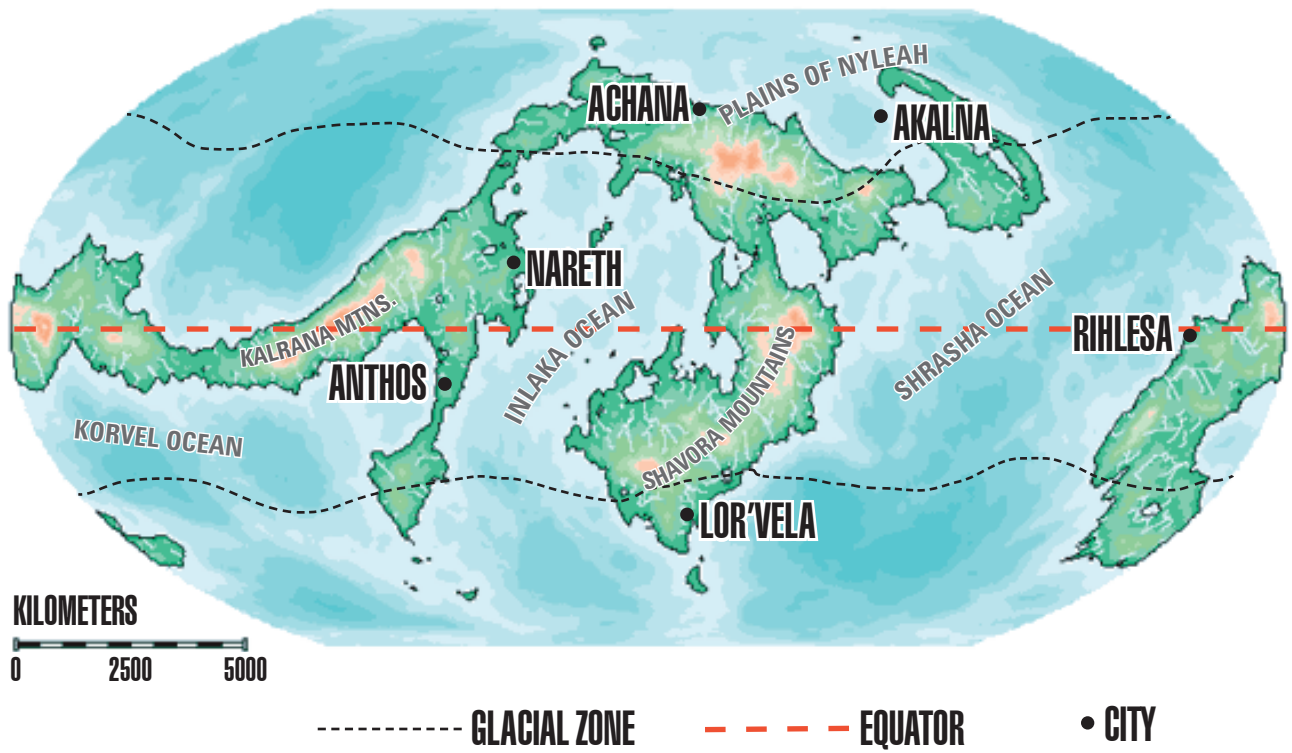 PLAINS OF NYLEAH
ACHANA
AKALNA
NARETH
KALRANA MTNS.
INLAKA OCEAN
SHRASHA OCEAN
RIHLESA
ANTHOS
SHAVORA MOUNTAINS
KORVEL OCEAN
LOR'VELA
KILOMETERS
0 2500 5000
GLACIAL ZONE EQUATOR CITY